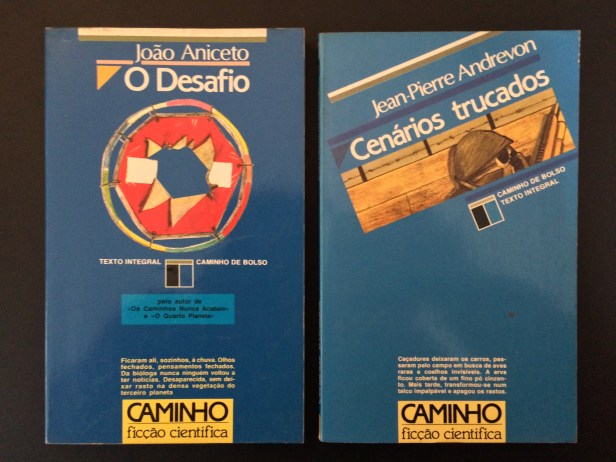 João Aniceto
O Desafio
TEXTO INTEGRAL CAMINHO DE BOLSO
pelo autor de
«Os Caminhos Nunca Acabam»
e «O Quarto Planeta»
Ficaram ali, sozinhos, à chuva. Olhos
fechados, pensamentos fechados.
Da bióloga nunca ninguém voltou a
ter notícias. Desaparecida, sem dei-
xar rasto na densa vegetação do
terceiro planeta
CAMINHO
ficção científica
Jean-Pierre Andrevon
Cenários trucados
CAMINHO DE BOLSO
TEXTO INTEGRAL
Caçadores deixaram os carros, pas-
saram pelo campo em busca de aves
raras e coelhos invisíveis. A erva
ficou coberta de um fino pó cinzen-
to. Mais tarde, transformou-se num
talco impalpável e apagou os rastos.
CAMINHO
ficção científica